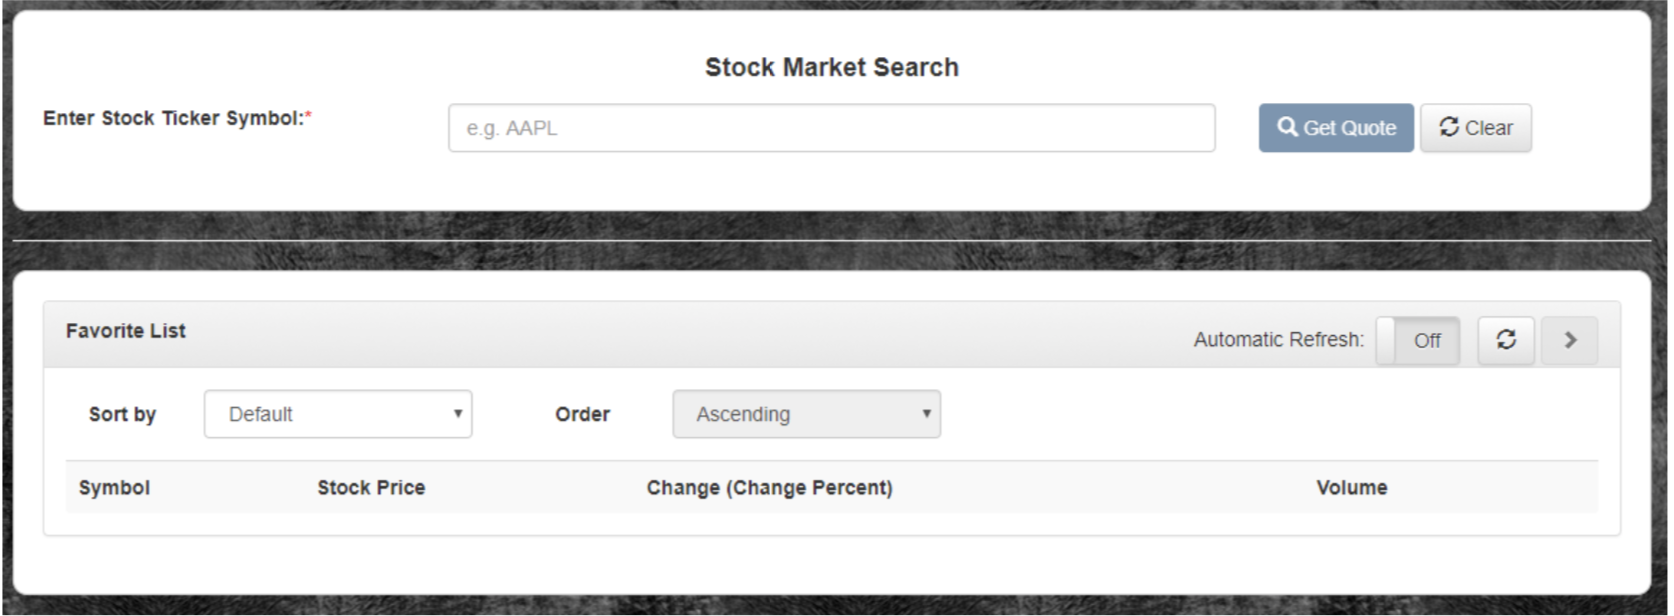 Stock Market Search
Enter Stock Ticker Symbol:*
e.g. AAPL
Get Quote
Clear
Favorite List
Automatic Refresh:
Off
Sort by
Default
Order
Ascending
Symbol
Stock Price
Change (Change Percent)
Volume